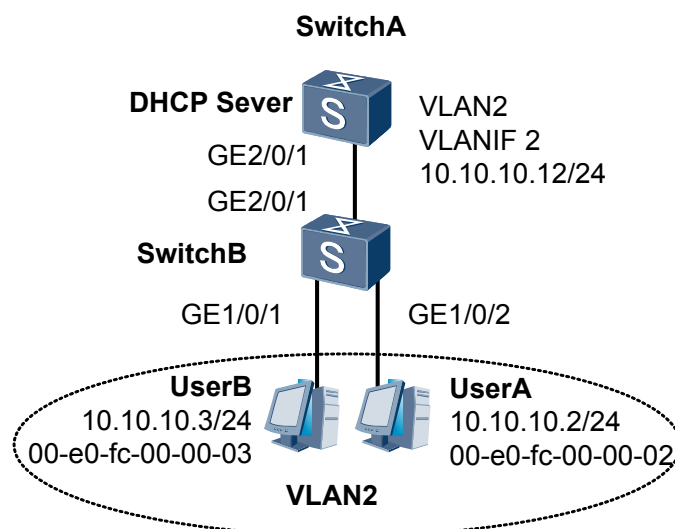 SwitchA
DHCP Sever
VLAN2
VLANIF 2
10.10.10.12/24
GE2/0/1
GE2/0/1
S
SwitchB
S
GE1/0/1
GE1/0/2
UserB
10.10.10.3/24
00-e0-fc-00-00-03
UserA
10.10.10.2/24
00-e0-fc-00-00-02
VLAN2